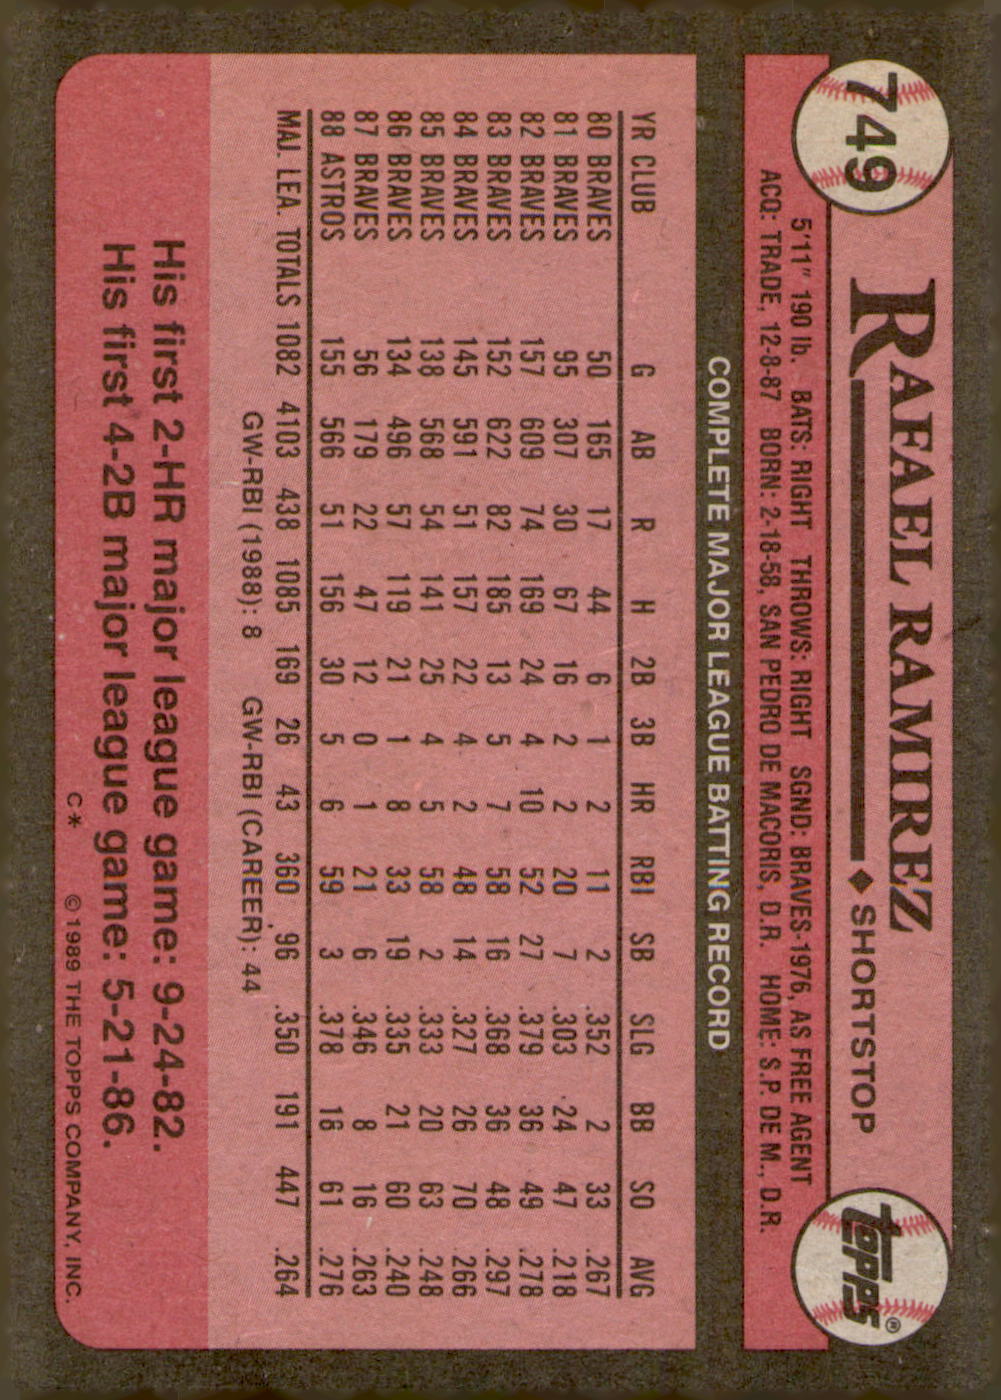 749
RAFAEL RAMIREZ
◆ SHORTSTOP
TOPPS®
5'11" 190 lb. BATS: RIGHT THROWS: RIGHT SGND: BRAVES-1976, AS FREE AGENT
ACQ: TRADE, 12-8-87 BORN: 2-18-58, SAN PEDRO DE MACORIS, D.R. HOME: S.P. DE M., D.R.
COMPLETE MAJOR LEAGUE BATTING RECORD
YR CLUB G AB R H 2B 3B HR RBI SB SLG BB SO AVG
80 BRAVES 50 165 17 44 6 1 2 11 2 .352 2 33 .267
81 BRAVES 95 307 30 67 16 2 2 20 7 .303 24 47 .218
82 BRAVES 157 609 74 169 24 4 10 52 27 .379 36 49 .278
83 BRAVES 152 622 82 185 13 5 7 58 16 .368 36 48 .297
84 BRAVES 145 591 51 157 22 4 2 48 14 .327 26 70 .266
85 BRAVES 138 568 54 141 25 4 5 58 2 .333 20 63 .248
86 BRAVES 134 496 57 119 21 1 8 33 19 .335 21 60 .240
87 BRAVES 56 179 22 47 12 0 1 21 6 .346 8 16 .263
88 ASTROS 155 566 51 156 30 5 6 59 3 .378 18 61 .276
MAJ. LEA. TOTALS 1082 4103 438 1085 169 26 43 360 96 .350 191 447 .264
GW-RBI (1988): 8 GW-RBI (CAREER): 44
His first 2-HR major league game: 9-24-82.
His first 4-2B major league game: 5-21-86.
C* © 1989 THE TOPPS COMPANY, INC.